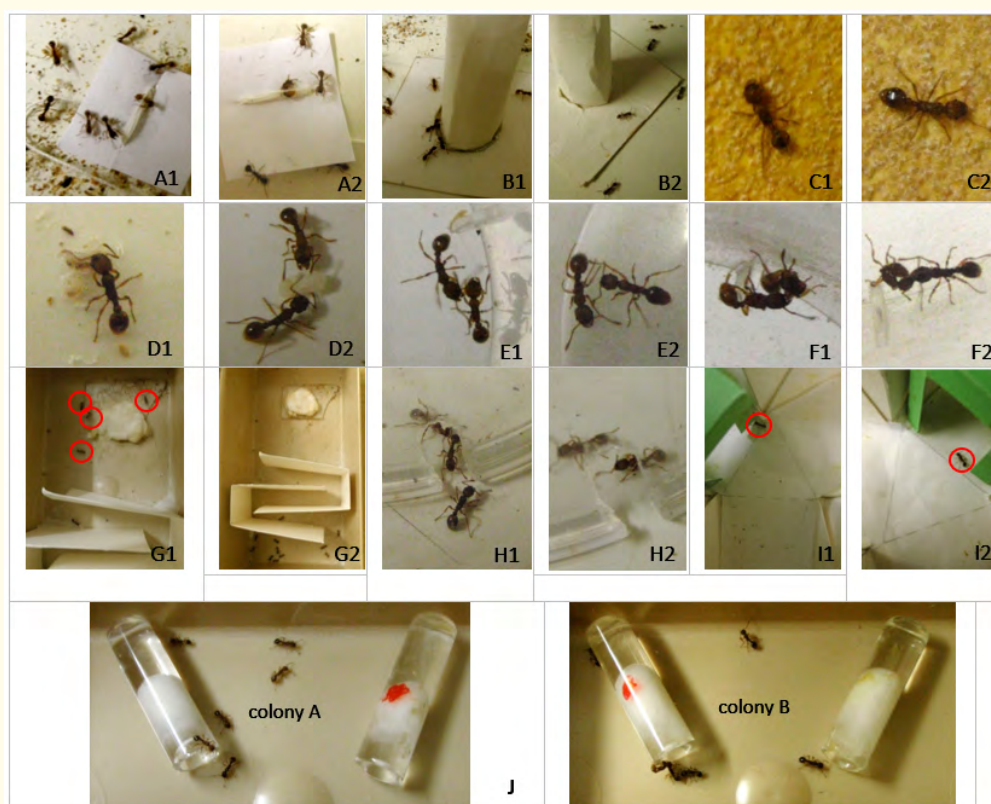 A1 A2 B1 B2 C1 C2
D1 D2 E1 E2 F1 F2
G1 G2 H1 H2 I1 I2
colony A
colony B
J